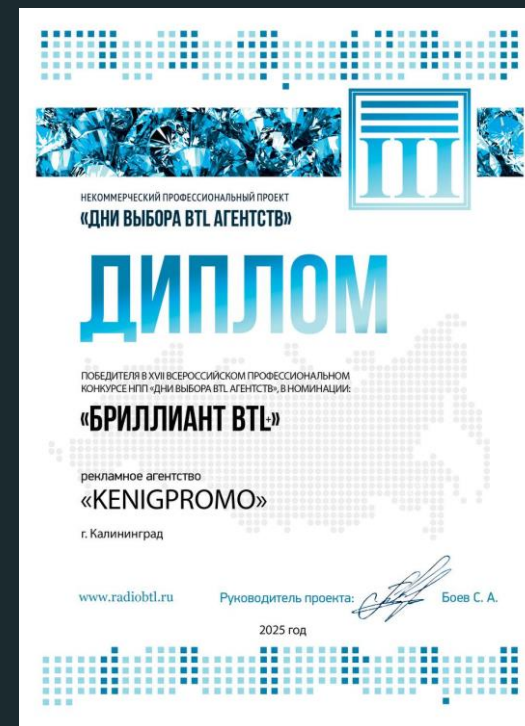 НЕКОММЕРЧЕСКИЙ ПРОФЕССИОНАЛЬНЫЙ ПРОЕКТ
«ДНИ ВЫБОРА BTL АГЕНТСТВ»
ДИПЛОМ
ПОБЕДИТЕЛЯ В XVII ВСЕРОССИЙСКОМ ПРОФЕССИОНАЛЬНОМ
КОНКУРСЕ НПП «ДНИ ВЫБОРА BTL АГЕНТСТВ», В НОМИНАЦИИ:
«БРИЛЛИАНТ BTL+»
рекламное агентство
«KENIGPROMO»
г. Калининград
www.radiobtl.ru Руководитель проекта: Боев С. А.
2025 год